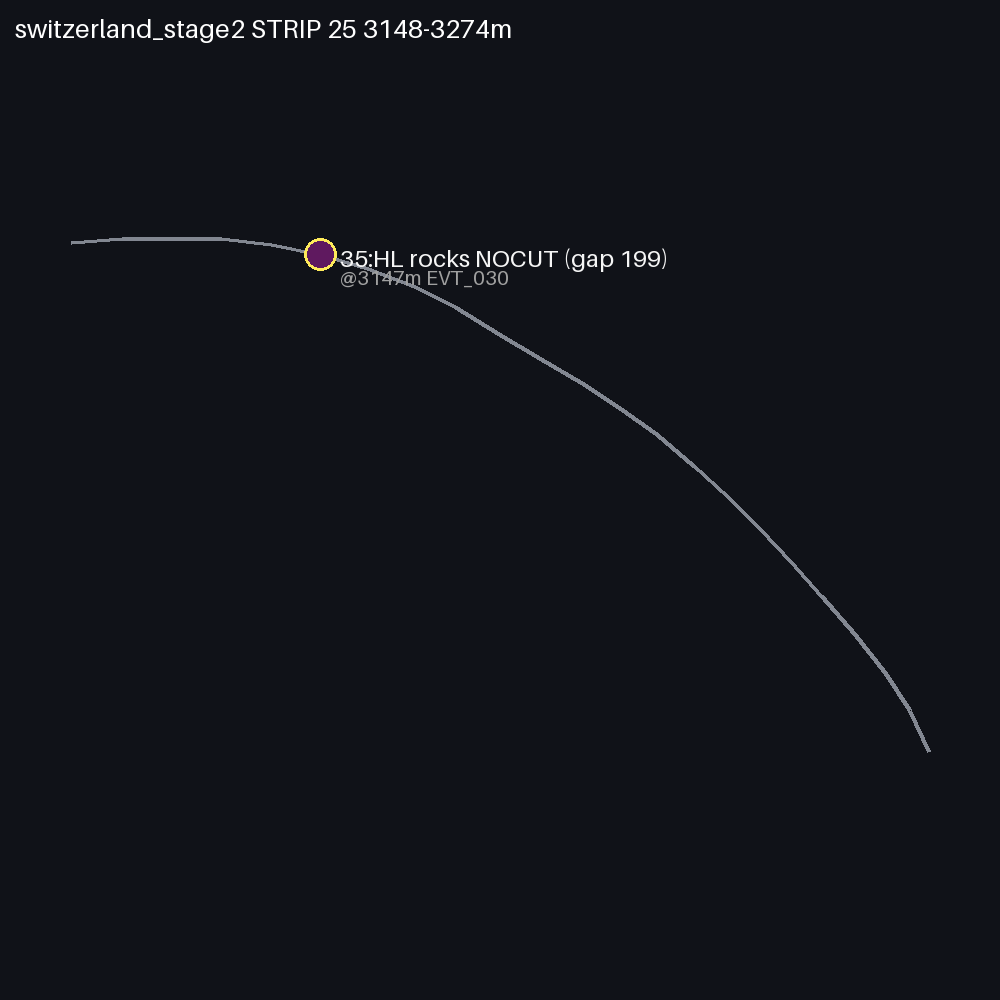 switzerland_stage2 STRIP 25 3148-3274m
35:HL rocks NOCUT (gap 199)
@3147m EVT_030